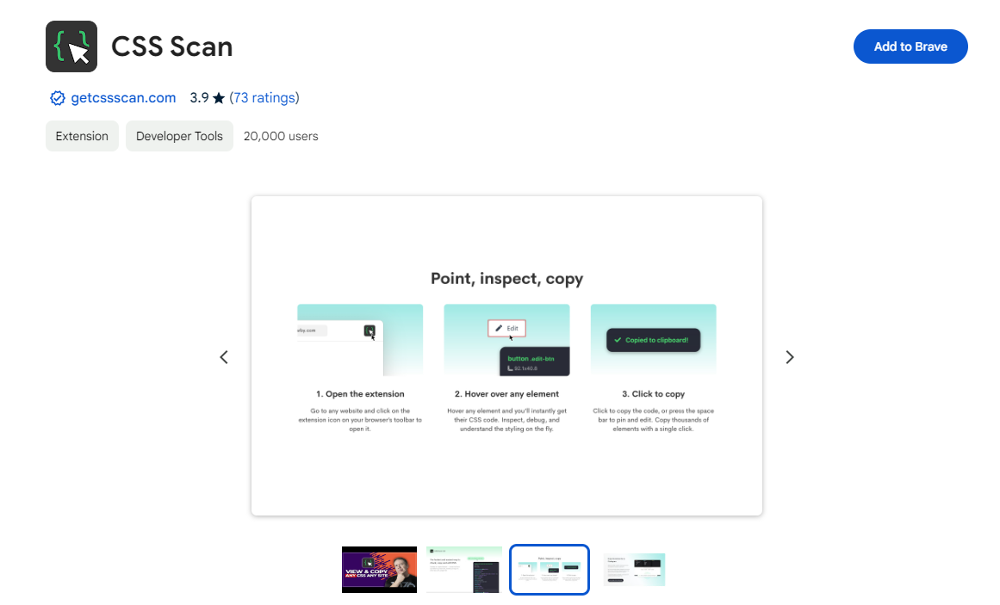 CSS Scan
Add to Brave
getcssscan.com 3.9 ★ (73 ratings)
Extension Developer Tools 20,000 users
Point, inspect, copy
Edit
button .edit-btn
92.1x40.8
Copied to clipboard!
1. Open the extension
Go to any website and click on the
extension icon on your browser's toolbar to
open it.
2. Hover over any element
Hover any element and you'll instantly get
their CSS code. Inspect, debug, and
understand the styling on the fly.
3. Click to copy
Click to copy the code, or press the space
bar to pin and edit. Copy thousands of
elements with a single click.
VIEW & COPY
ANY CSS ANY SITE